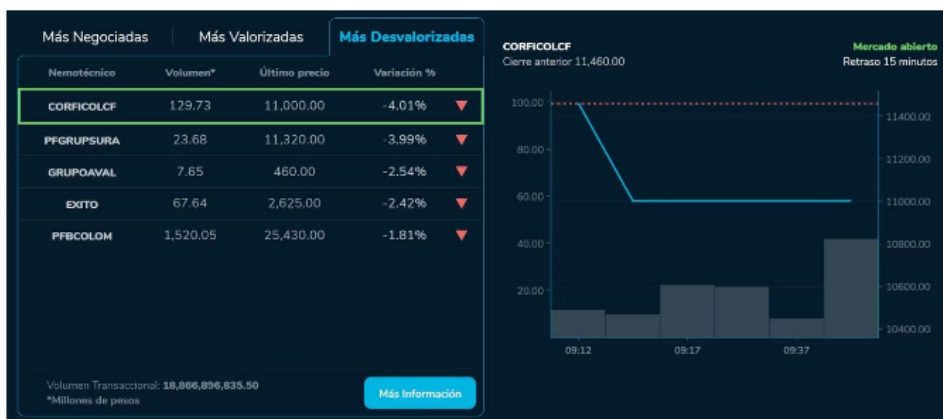 Más Negociadas
Más Valorizadas
Más Desvalorizadas
Nemotécnico Volumen* Último precio Variación %
CORFICOLCF 129.73 11,000.00 -4.01%
PFGRUPSURA 23.68 11,320.00 -3.99%
GRUPOAVAL 7.65 460.00 -2.54%
EXITO 67.64 2,625.00 -2.42%
PFBCOLOM 1,520.05 25,430.00 -1.81%
Volumen Transaccional: 18,866,896,835.50
*Millones de pesos
Más Información
CORFICOLCF
Cierre anterior 11,460.00
Mercado abierto
Retraso 15 minutos
100.00
80.00
60.00
40.00
20.00
11400.00
11200.00
11000.00
10800.00
10600.00
10400.00
09:12 09:17 09:37